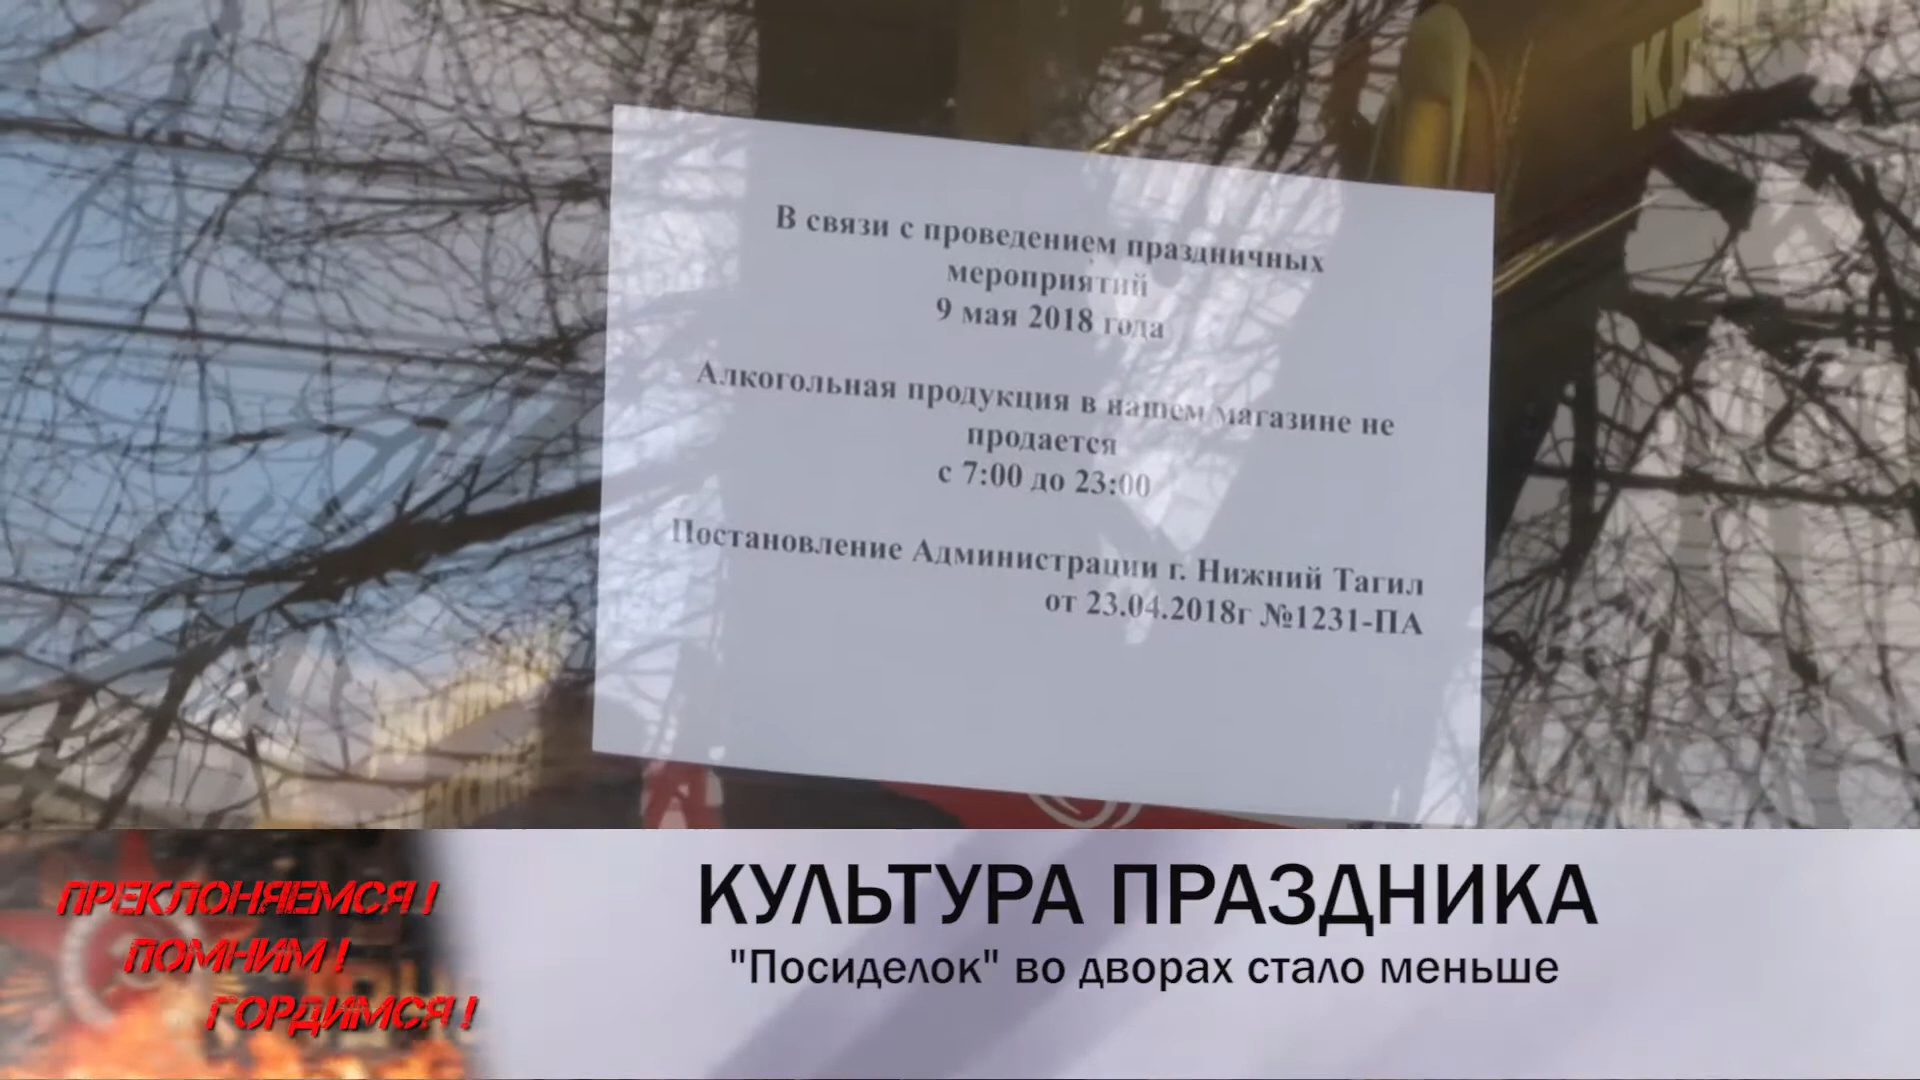 В связи с проведением праздничных
мероприятий
9 мая 2018 года
Алкогольная продукция в нашем магазине не
продается
с 7:00 до 23:00
Постановление Администрации г. Нижний Тагил
от 23.04.2018г №1231-ПА
ПРЕКЛОНЯЕМСЯ!
ПОМНИМ!
ГОРДИМСЯ!
КУЛЬТУРА ПРАЗДНИКА
"Посиделок" во дворах стало меньше